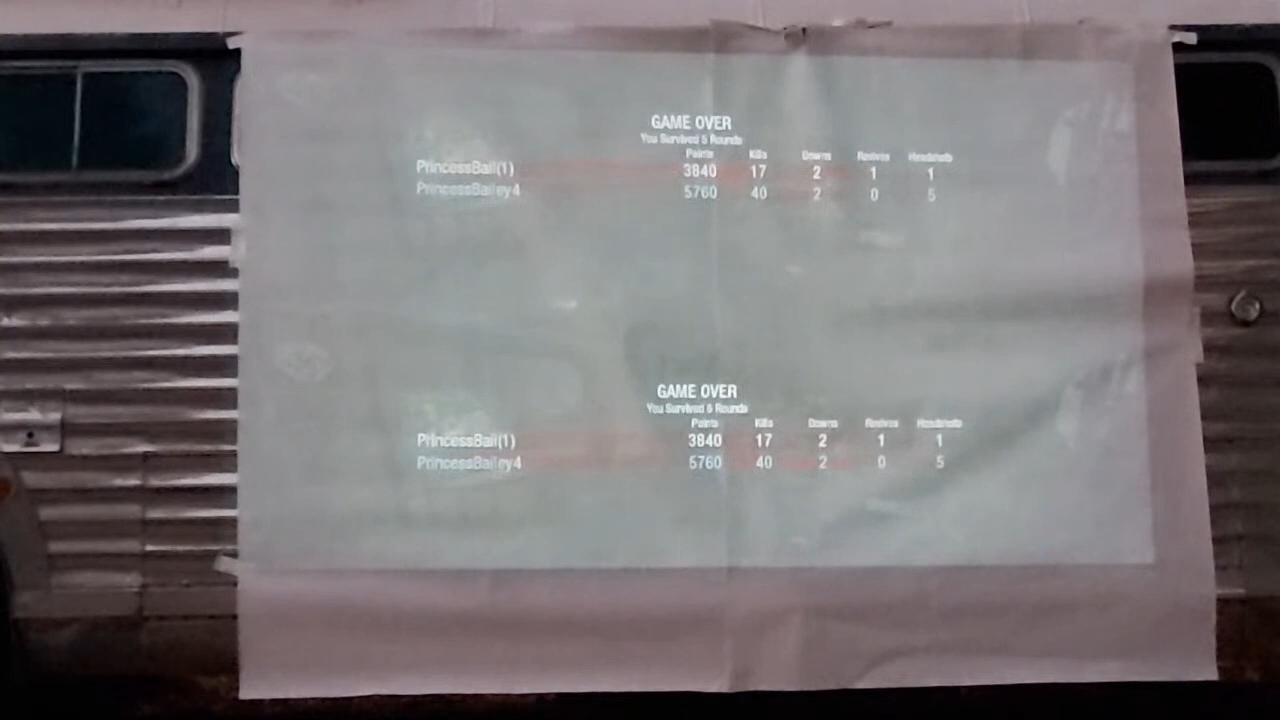 GAME OVER
You Survived 5 Rounds
Points Kills Downs Revives Headshots
PrincessBail(1) 3840 17 2 1 1
PrincessBailey4 5760 40 2 0 5
GAME OVER
You Survived 5 Rounds
Points Kills Downs Revives Headshots
PrincessBail(1) 3840 17 2 1 1
PrincessBailey4 5760 40 2 0 5